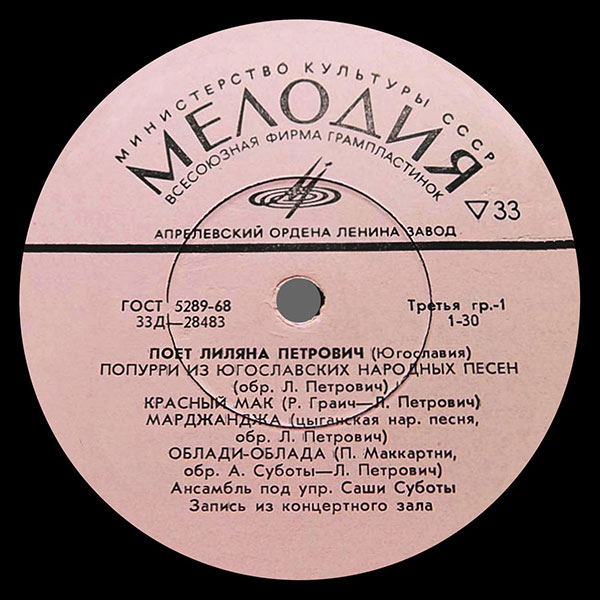 МИНИСТЕРСТВО КУЛЬТУРЫ СССР
МЕЛОДИЯ
ВСЕСОЮЗНАЯ ФИРМА ГРАМПЛАСТИНОК
▽33
АПРЕЛЕВСКИЙ ОРДЕНА ЛЕНИНА ЗАВОД
ГОСТ 5289-68 Третья гр.-1
33Д—28483 1-30
ПОЕТ ЛИЛЯНА ПЕТРОВИЧ (Югославия)
ПОПУРРИ ИЗ ЮГОСЛАВСКИХ НАРОДНЫХ ПЕСЕН
(обр. Л. Петрович)
КРАСНЫЙ МАК (Р. Граич—Л. Петрович)
МАРДЖАНДЖА (цыганская нар. песня,
обр. Л. Петрович)
ОБЛАДИ-ОБЛАДА (П. Маккартни,
обр. А. Суботы—Л. Петрович)
Ансамбль под упр. Саши Суботы
Запись из концертного зала